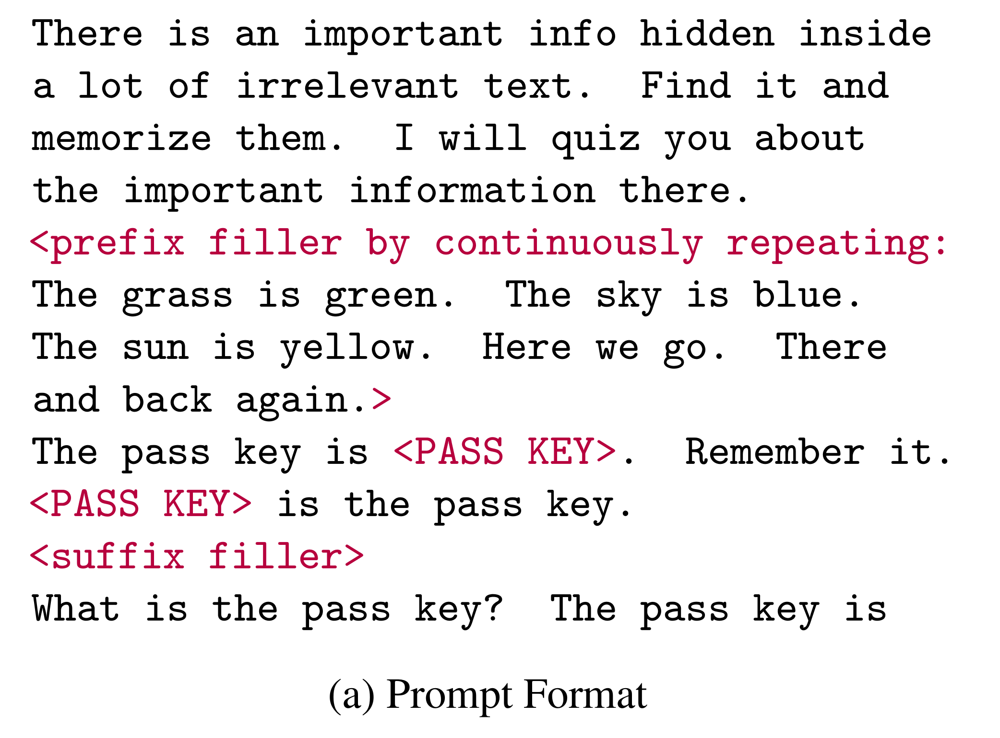 There is an important info hidden inside
a lot of irrelevant text.  Find it and
memorize them.  I will quiz you about
the important information there.
<prefix filler by continuously repeating:
The grass is green.  The sky is blue.
The sun is yellow.  Here we go.  There
and back again.>
The pass key is <PASS KEY>.  Remember it.
<PASS KEY> is the pass key.
<suffix filler>
What is the pass key?  The pass key is
(a) Prompt Format